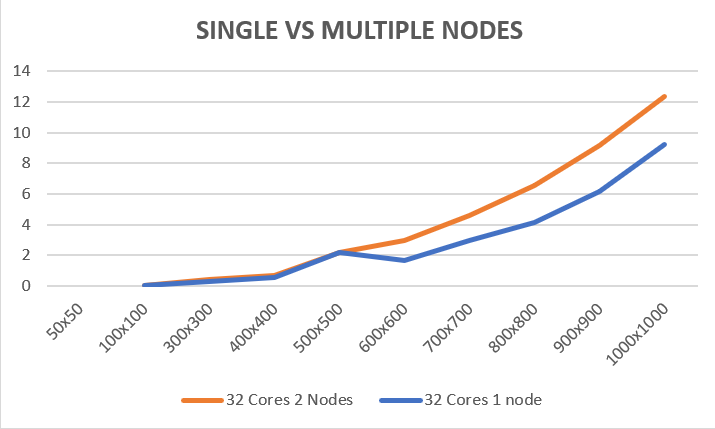 SINGLE VS MULTIPLE NODES
14
12
10
8
6
4
2
0
50x50
100x100
300x300
400x400
500x500
600x600
700x700
800x800
900x900
1000x1000
32 Cores 2 Nodes
32 Cores 1 node